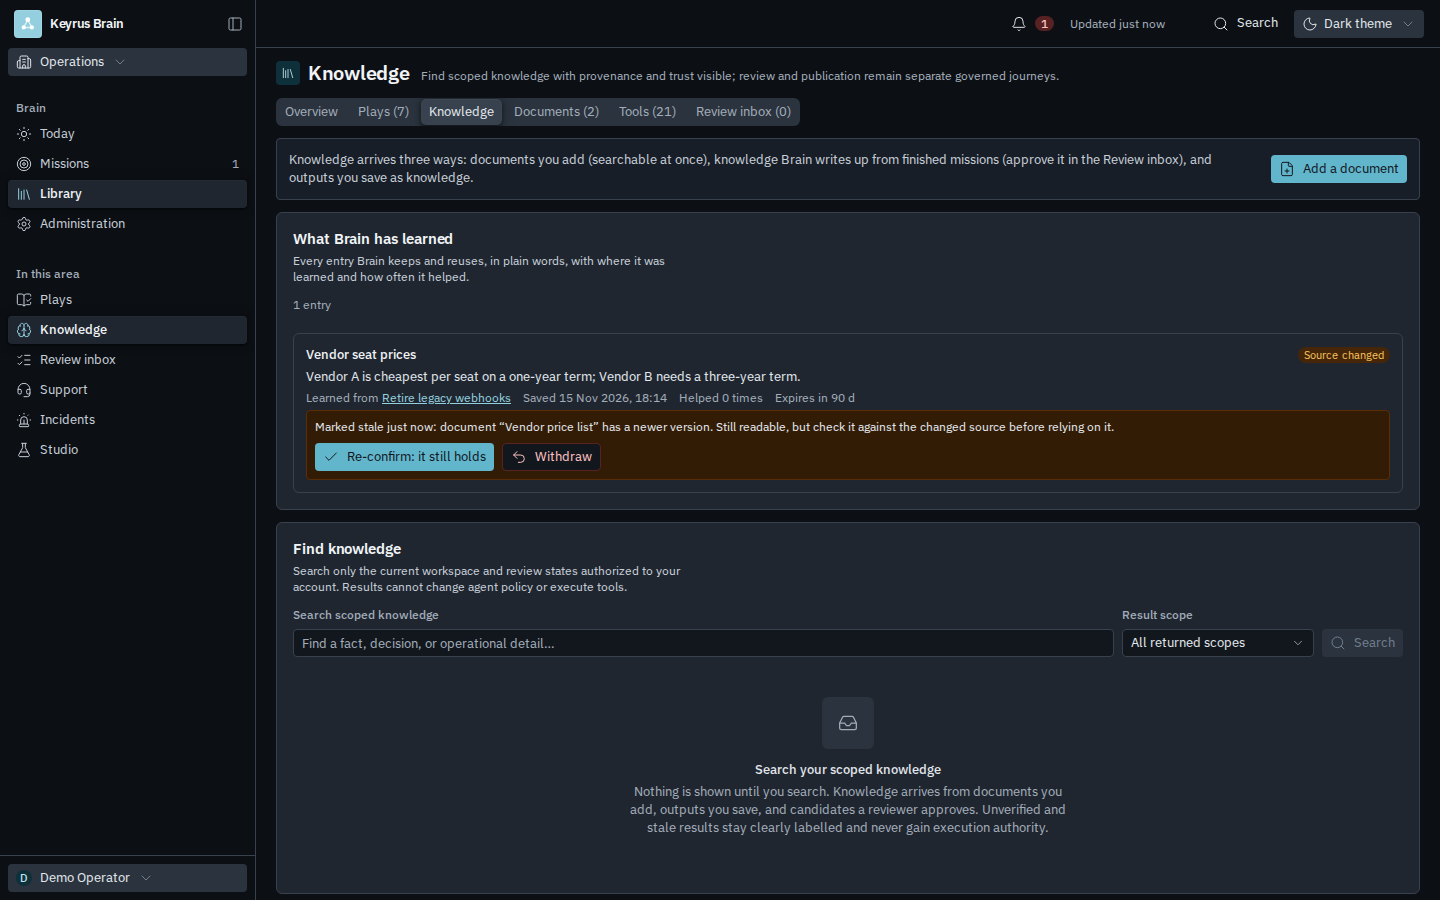 Keyrus Brain
Operations
Brain
Today
Missions 1
Library
Administration
In this area
Plays
Knowledge
Review inbox
Support
Incidents
Studio
D Demo Operator
1 Updated just now Search Dark theme
Knowledge Find scoped knowledge with provenance and trust visible; review and publication remain separate governed journeys.
Overview Plays (7) Knowledge Documents (2) Tools (21) Review inbox (0)
Knowledge arrives three ways: documents you add (searchable at once), knowledge Brain writes up from finished missions (approve it in the Review inbox), and
outputs you save as knowledge.
Add a document
What Brain has learned
Every entry Brain keeps and reuses, in plain words, with where it was
learned and how often it helped.
1 entry
Vendor seat prices Source changed
Vendor A is cheapest per seat on a one-year term; Vendor B needs a three-year term.
Learned from Retire legacy webhooks Saved 15 Nov 2026, 18:14 Helped 0 times Expires in 90 d
Marked stale just now: document “Vendor price list” has a newer version. Still readable, but check it against the changed source before relying on it.
Re-confirm: it still holds Withdraw
Find knowledge
Search only the current workspace and review states authorized to your
account. Results cannot change agent policy or execute tools.
Search scoped knowledge Result scope
Find a fact, decision, or operational detail... All returned scopes Search
Search your scoped knowledge
Nothing is shown until you search. Knowledge arrives from documents you
add, outputs you save, and candidates a reviewer approves. Unverified and
stale results stay clearly labelled and never gain execution authority.